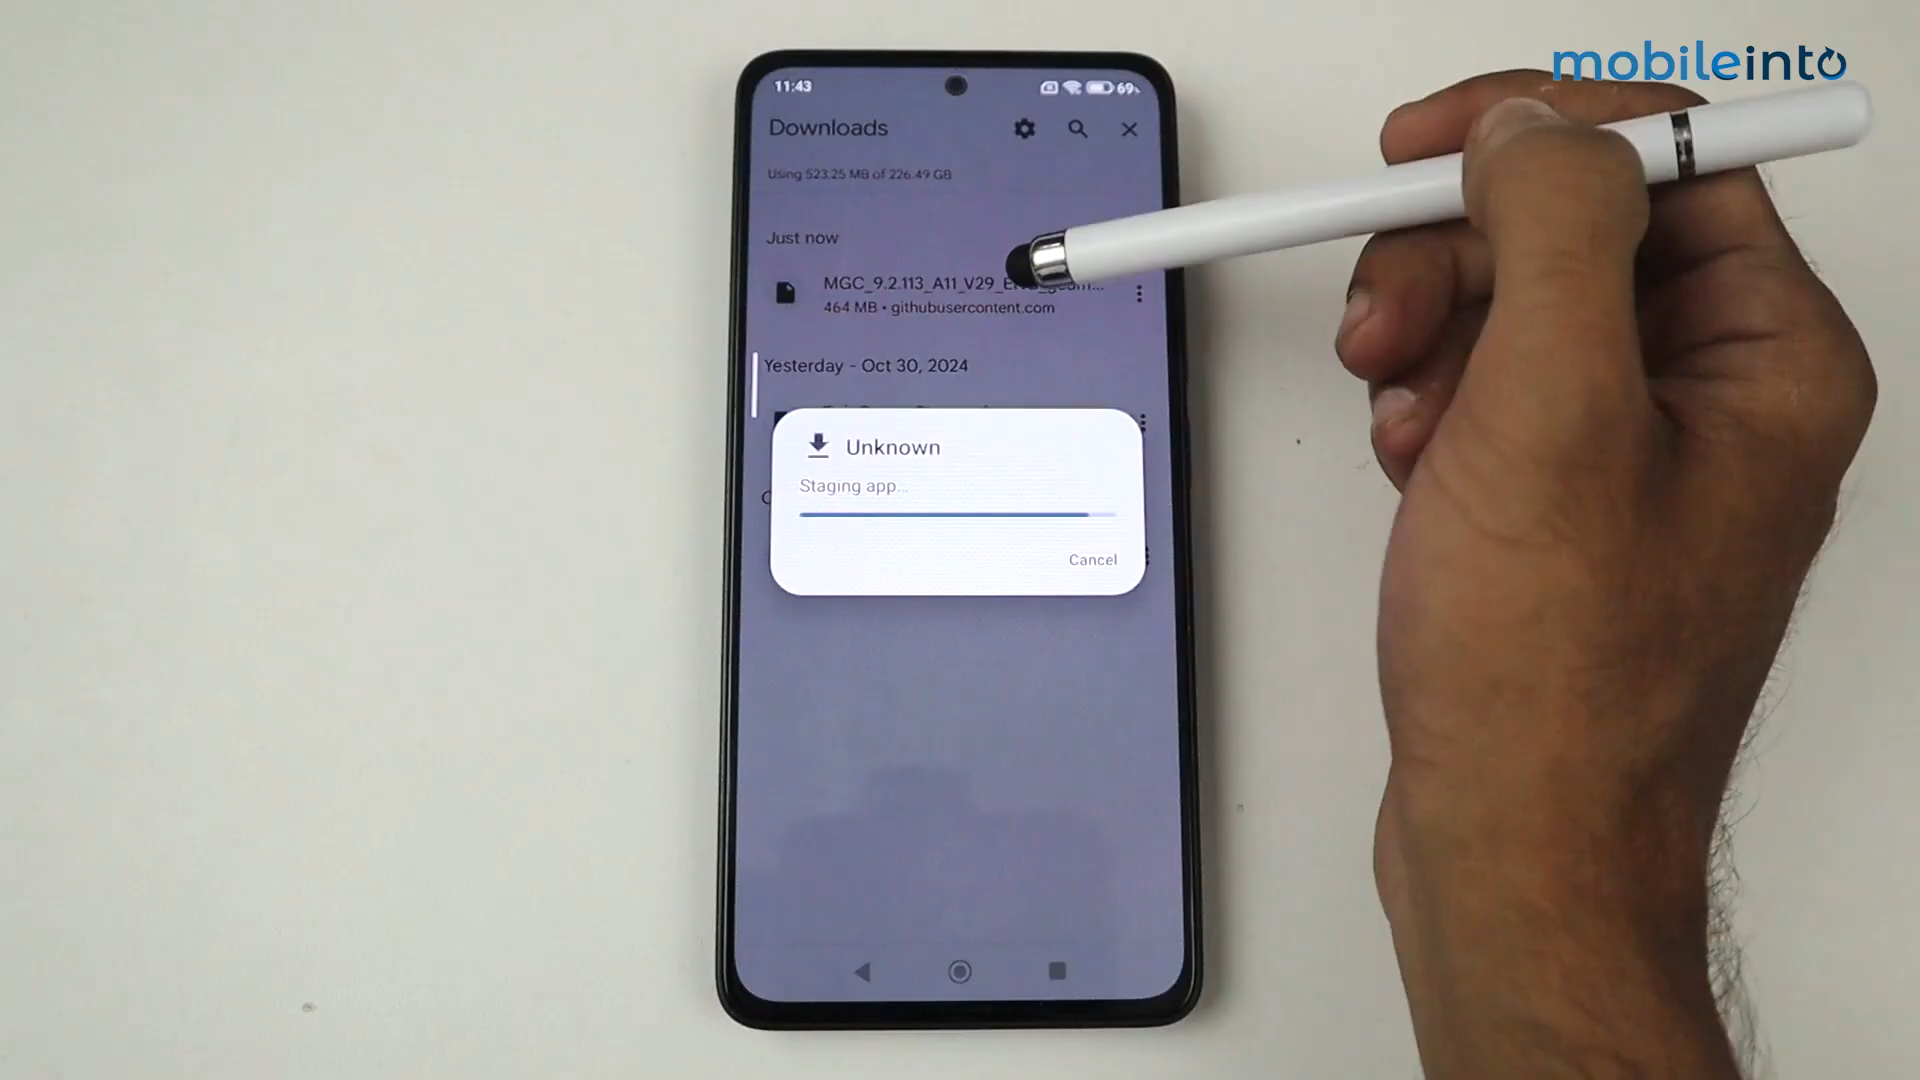 mobileinto
11:43
69
Downloads
Using 523.25 MB of 226.49 GB
Just now
MGC_9.2.113_A11_V29_
464 MB • githubusercontent.com
Yesterday - Oct 30, 2024
Unknown
Staging app...
Cancel